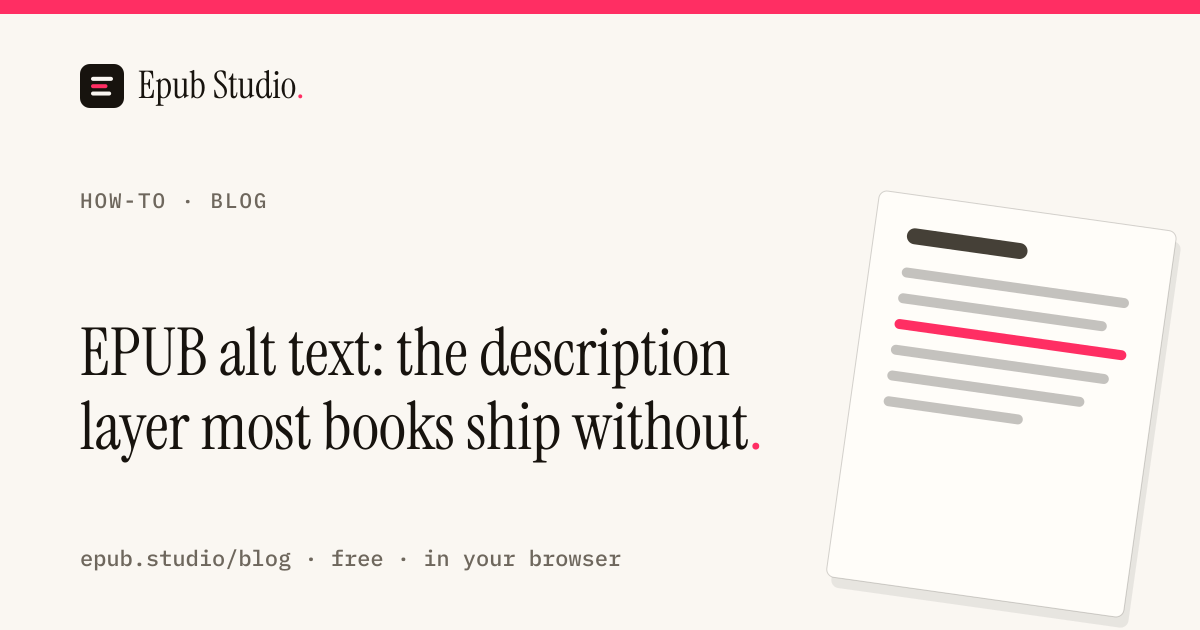 Epub Studio.
HOW-TO · BLOG
EPUB alt text: the description
layer most books ship without.
epub.studio/blog · free · in your browser